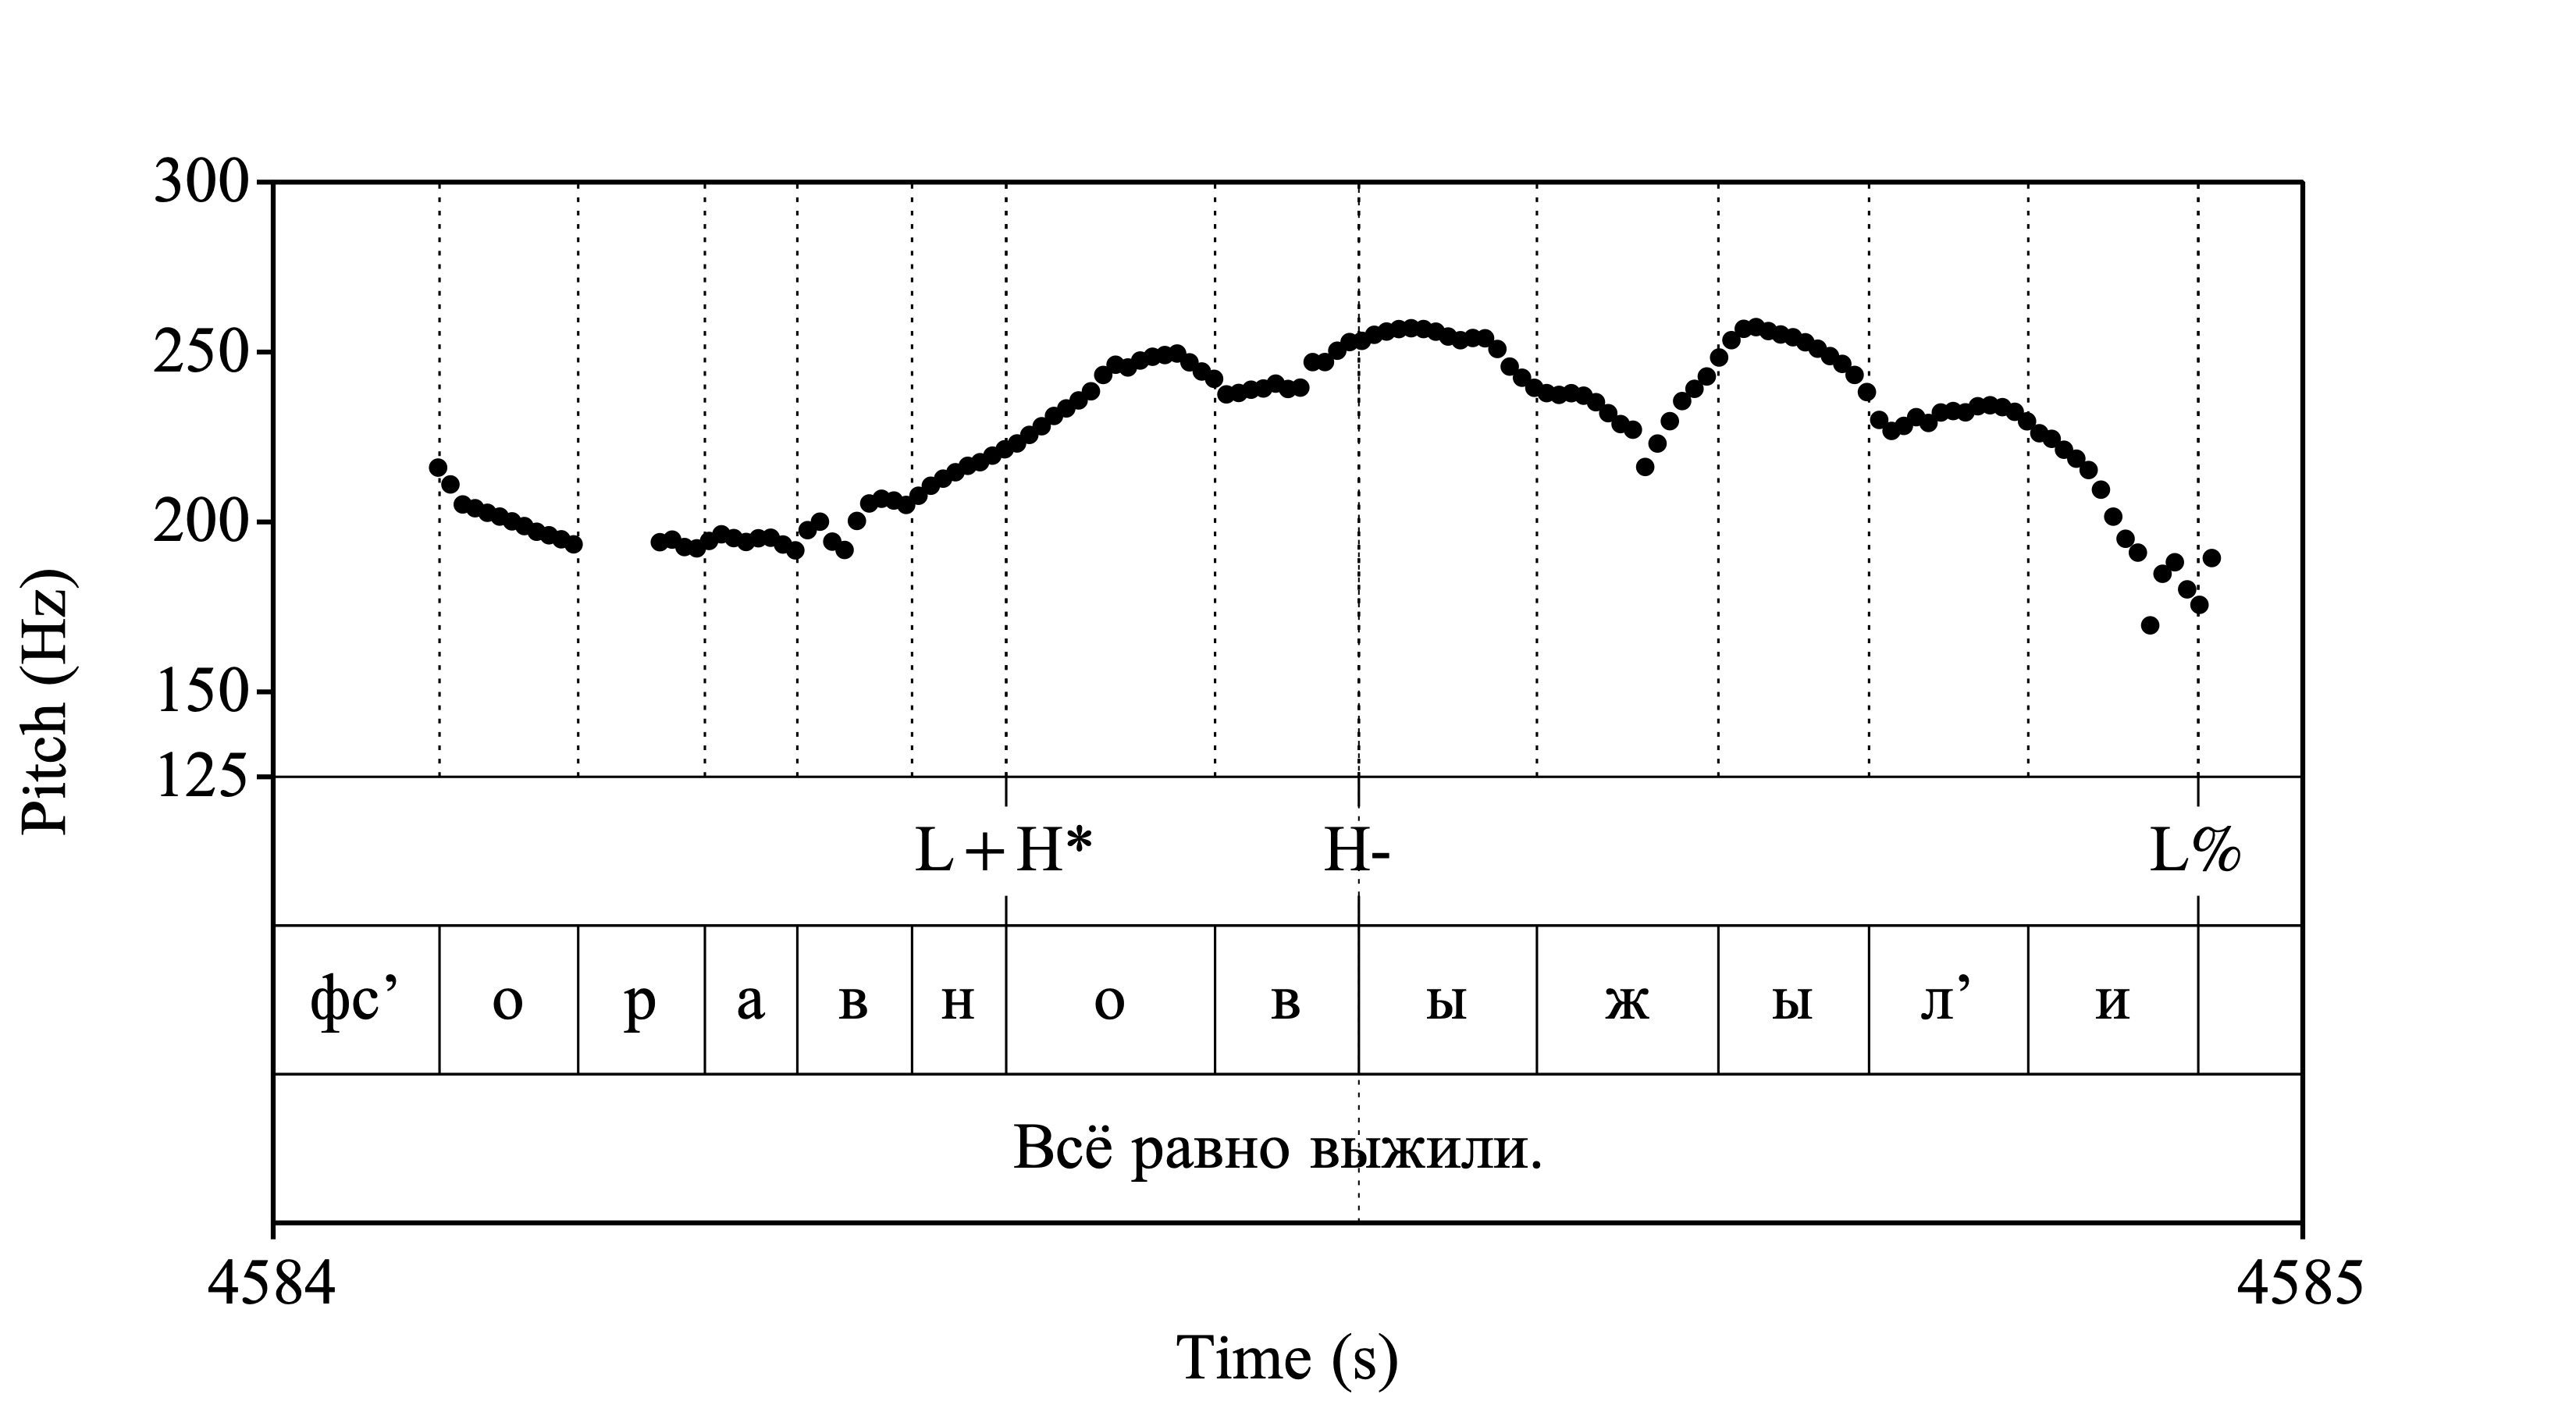 Pitch (Hz)
300
250
200
150
125
L+H* H- L%
фс’ о р а в н о в ы ж ы л’ и
Всё равно выжили.
4584 4585
Time (s)